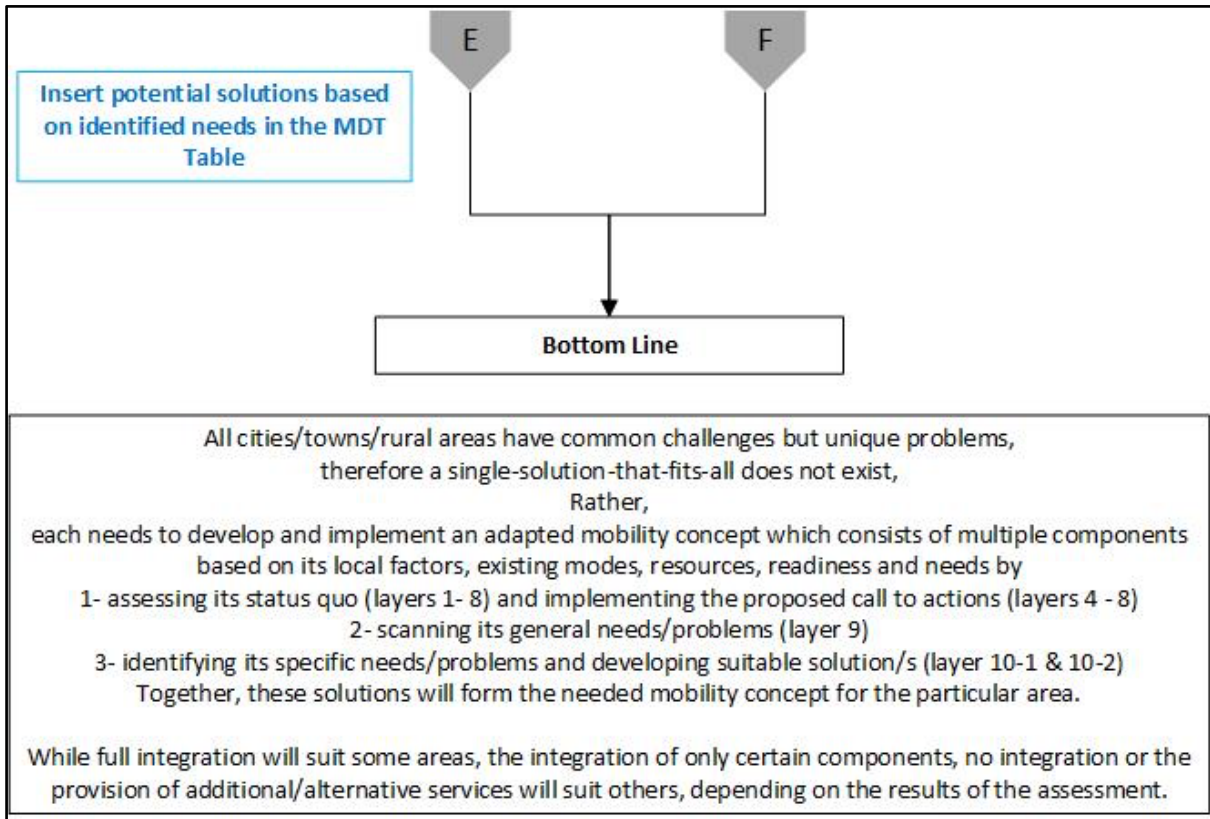 E
F
Insert potential solutions based
on identified needs in the MDT
Table
Bottom Line
All cities/towns/rural areas have common challenges but unique problems,
therefore a single-solution-that-fits-all does not exist,
Rather,
each needs to develop and implement an adapted mobility concept which consists of multiple components
based on its local factors, existing modes, resources, readiness and needs by
1- assessing its status quo (layers 1- 8) and implementing the proposed call to actions (layers 4 - 8)
2- scanning its general needs/problems (layer 9)
3- identifying its specific needs/problems and developing suitable solution/s (layer 10-1 & 10-2)
Together, these solutions will form the needed mobility concept for the particular area.
While full integration will suit some areas, the integration of only certain components, no integration or the
provision of additional/alternative services will suit others, depending on the results of the assessment.